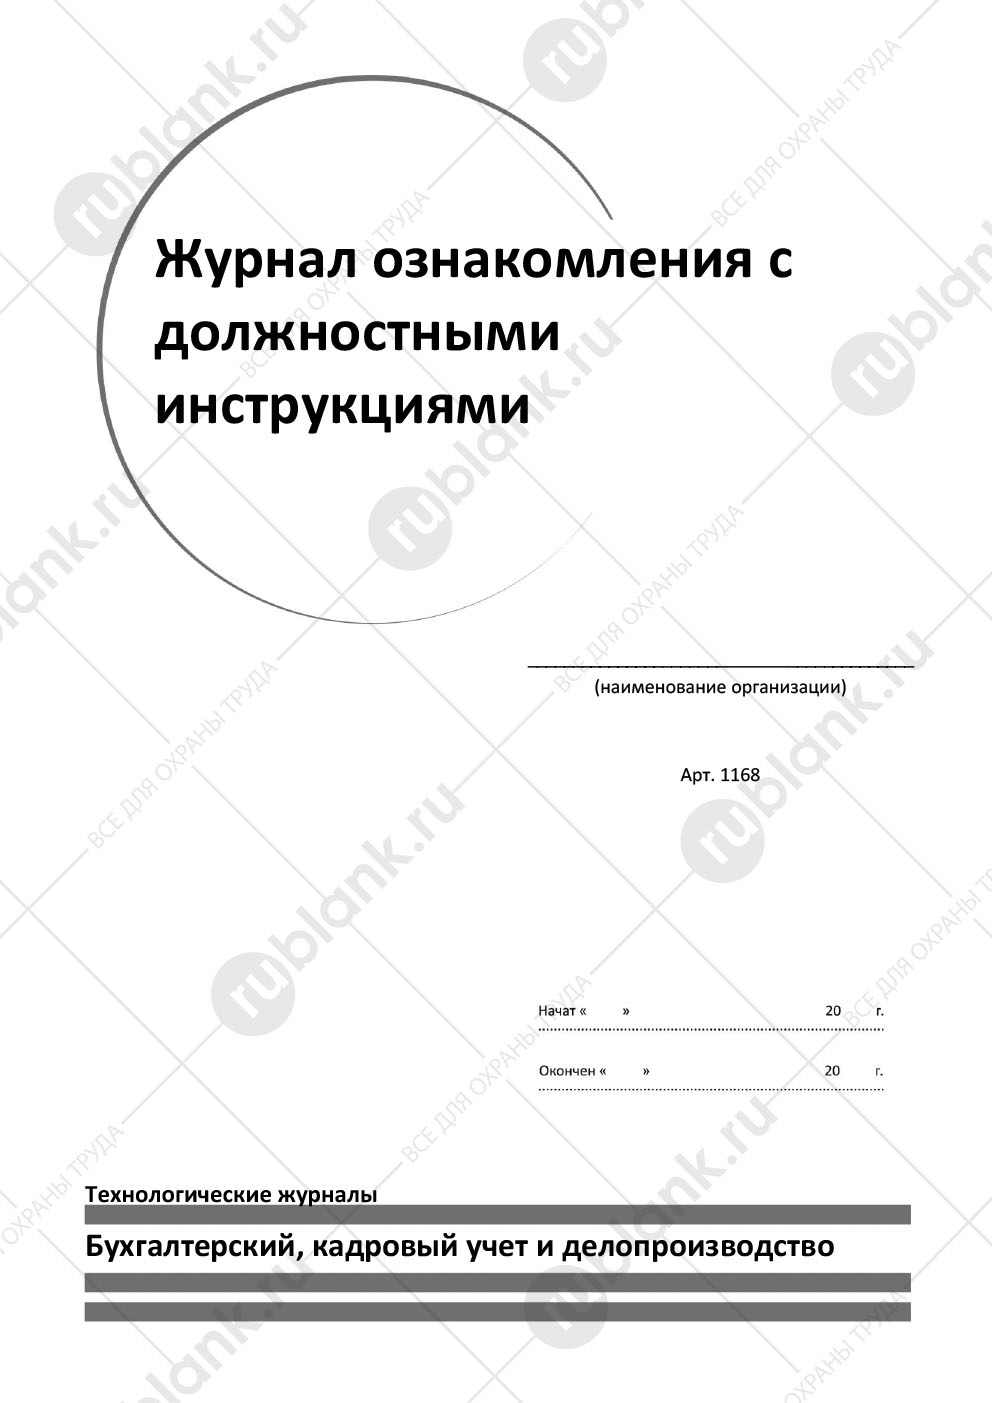 Журнал ознакомления с
должностными
инструкциями
(наименование организации)
Арт. 1168
Начат « » 20 г.
Окончен « » 20 г.
Технологические журналы
Бухгалтерский, кадровый учет и делопроизводство
rublank.ru
ВСЕ ДЛЯ ОХРАНЫ ТРУДА